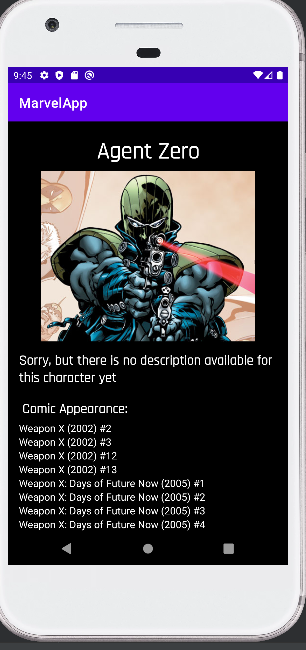 9:45
MarvelApp
Agent Zero
Sorry, but there is no description available for
this character yet
Comic Appearance:
Weapon X (2002) #2
Weapon X (2002) #3
Weapon X (2002) #12
Weapon X (2002) #13
Weapon X: Days of Future Now (2005) #1
Weapon X: Days of Future Now (2005) #2
Weapon X: Days of Future Now (2005) #3
Weapon X: Days of Future Now (2005) #4